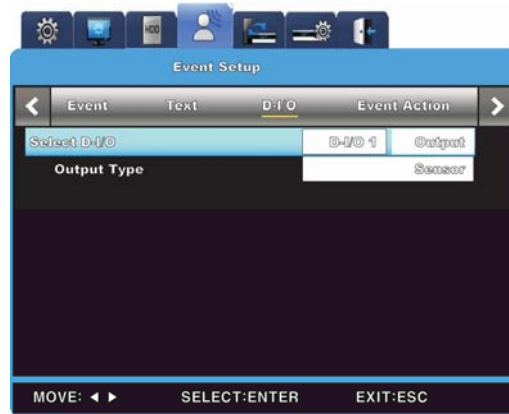 HDD
Event Setup
Event Text D-I/O Event Action
Select D-I/O D-I/O 1 Output
Output Type Sensor
MOVE: ◄ ► SELECT:ENTER EXIT:ESC